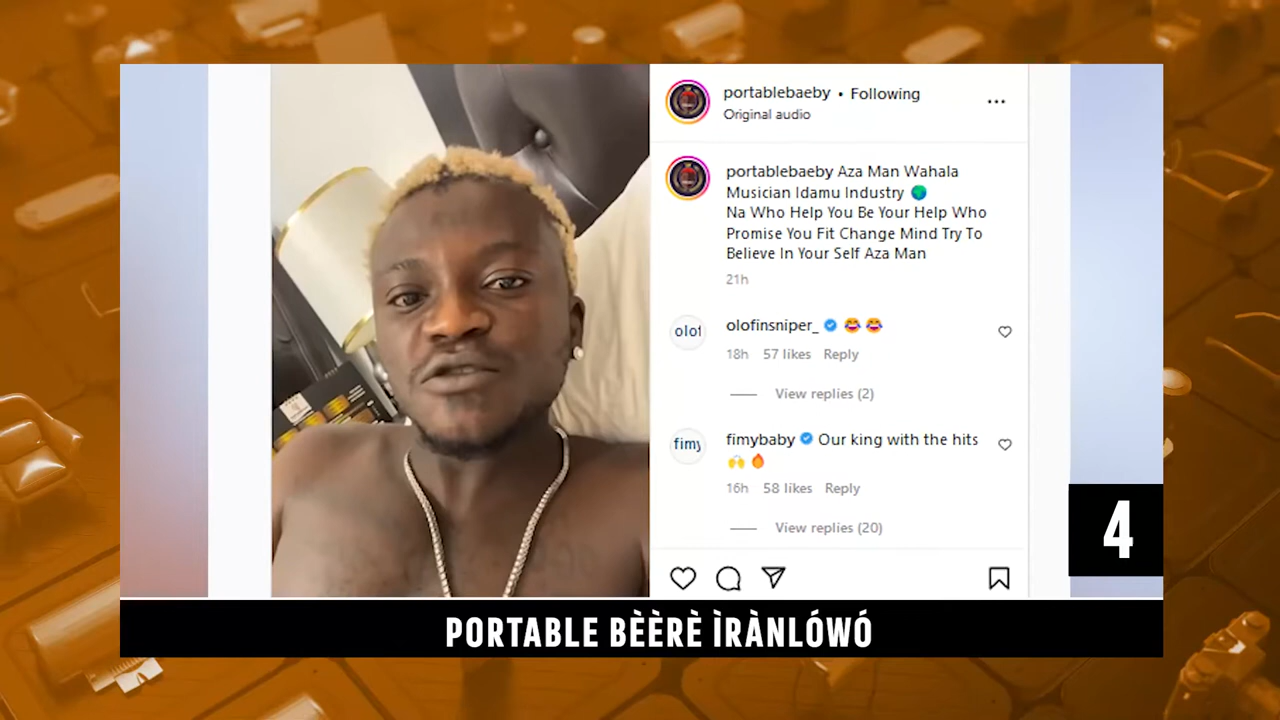 portablebaeby • Following
Original audio
portablebaeby Aza Man Wahala
Musician Idamu Industry 🌍
Na Who Help You Be Your Help Who
Promise You Fit Change Mind Try To
Believe In Your Self Aza Man
21h
olof
olofinsniper_ 😂 😂
18h 57 likes Reply
View replies (2)
fimy
fimybaby Our king with the hits
🙌 🔥
16h 58 likes Reply
View replies (20)
4
PORTABLE BÈÈRÈ ÌRÀNLÓWÓ